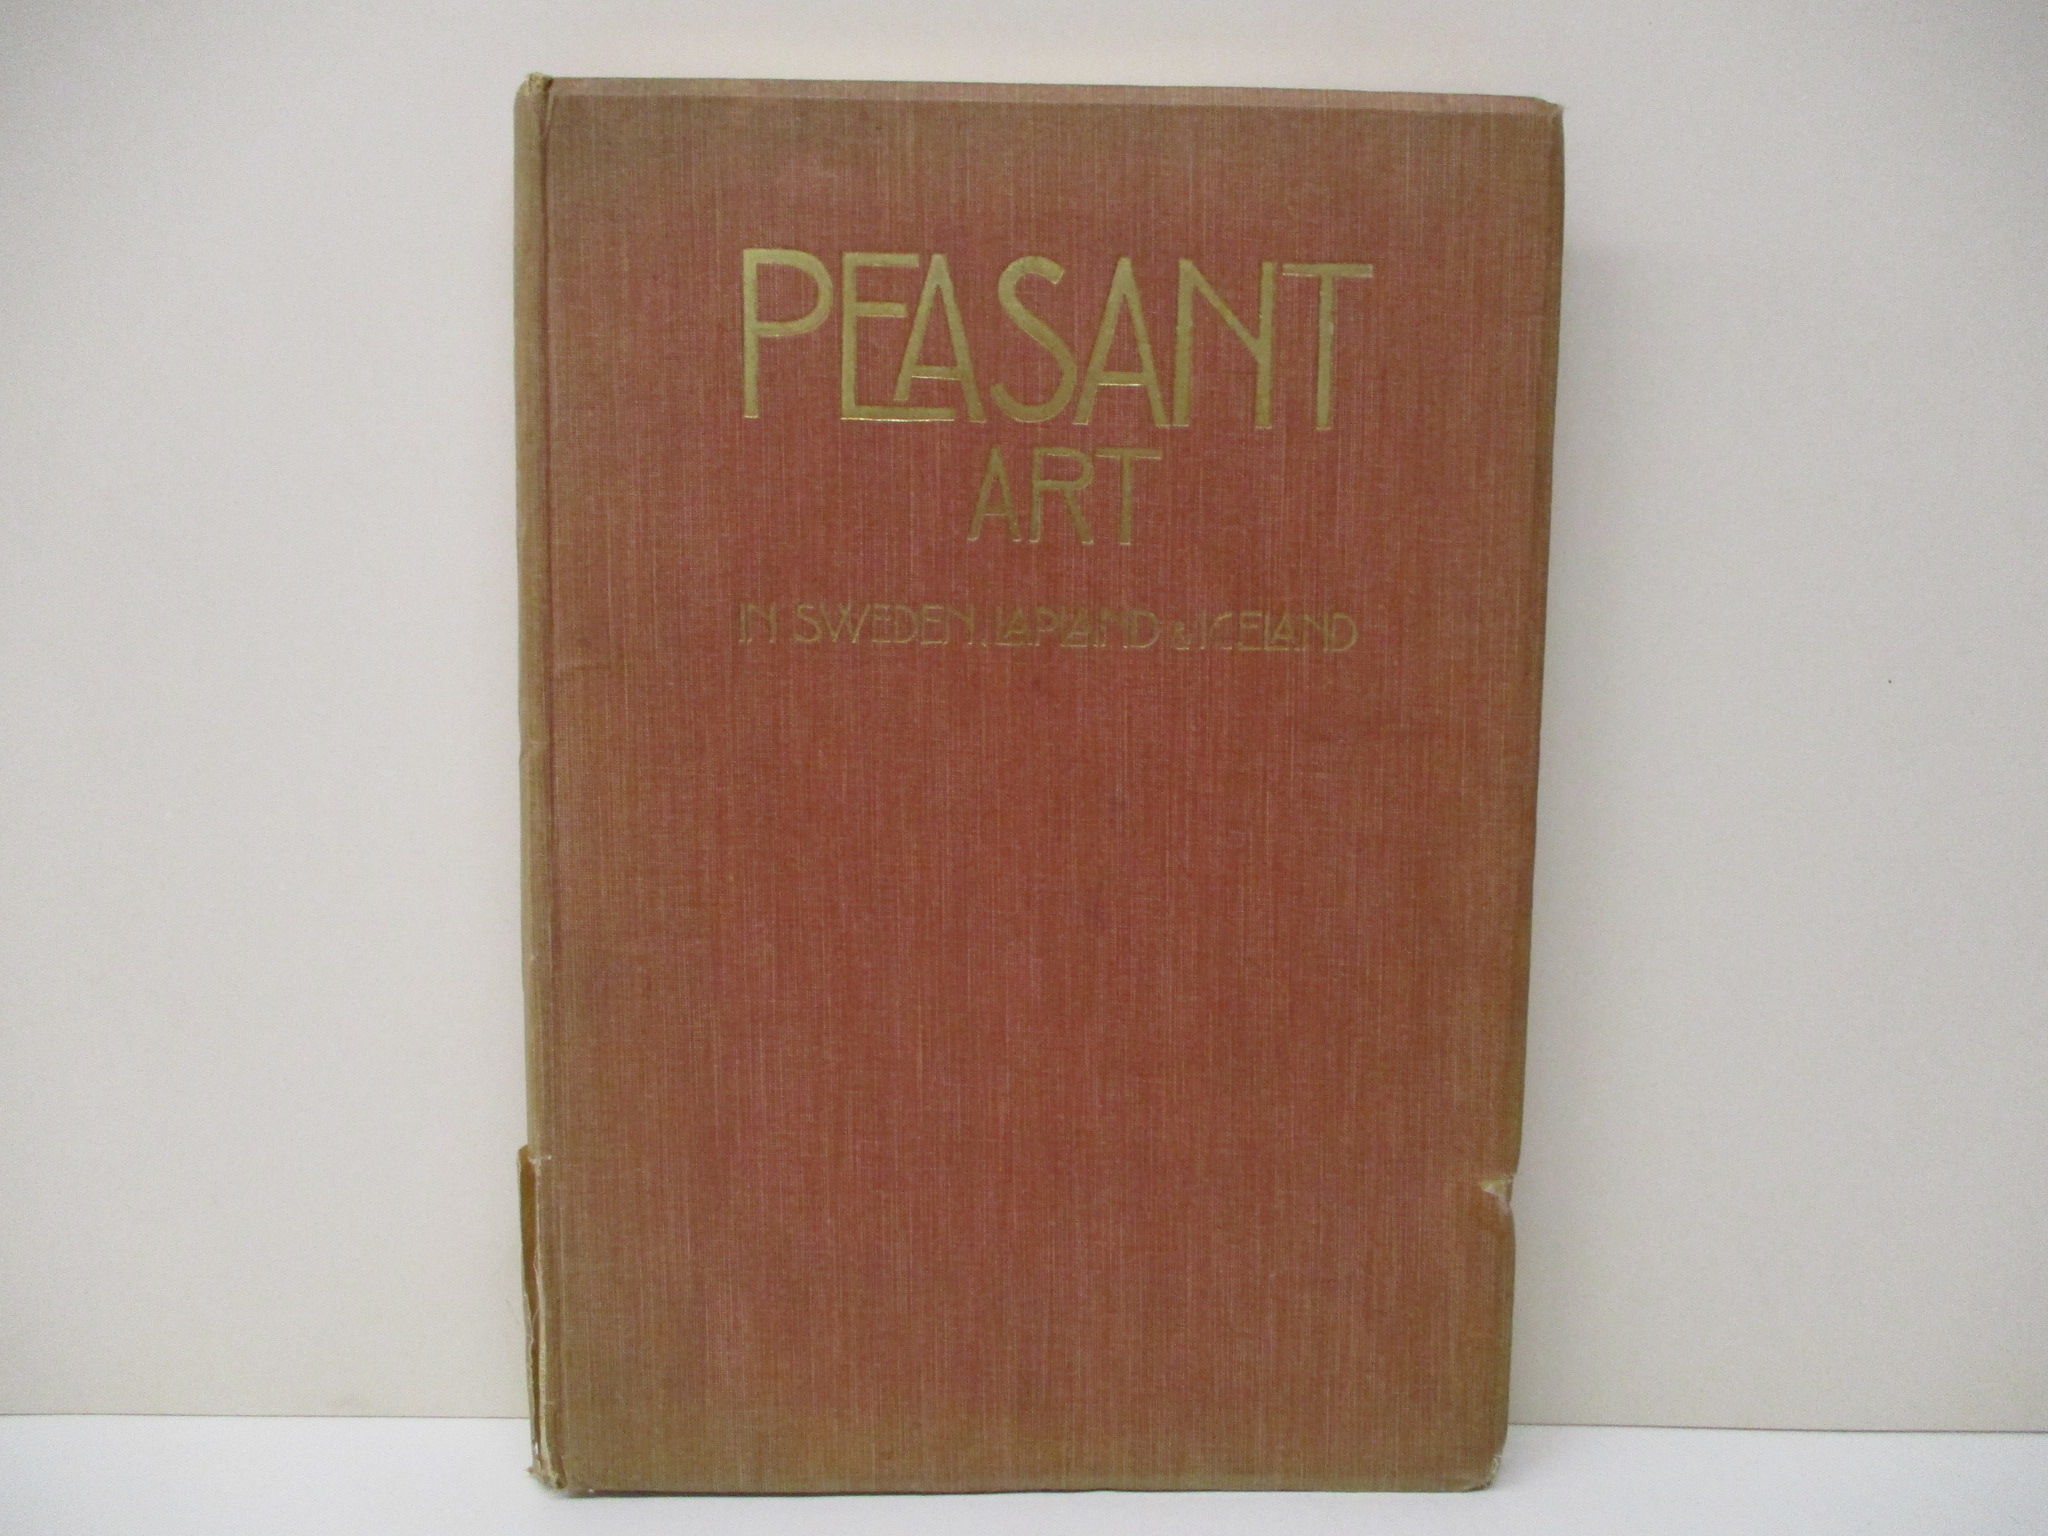 PEASANT
ART
IN SWEDEN, LAPLAND & ICELAND